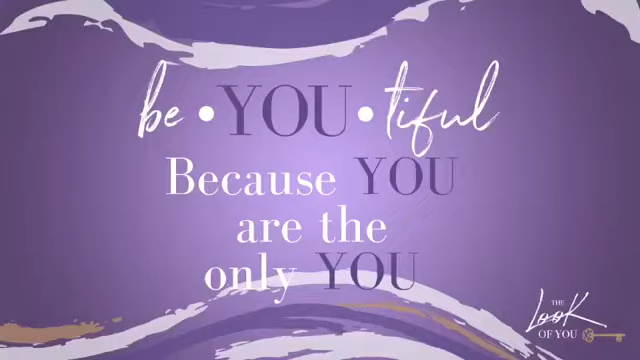 be • YOU • tiful
Because YOU
are the
only YOU
THE
Look
OF YOU